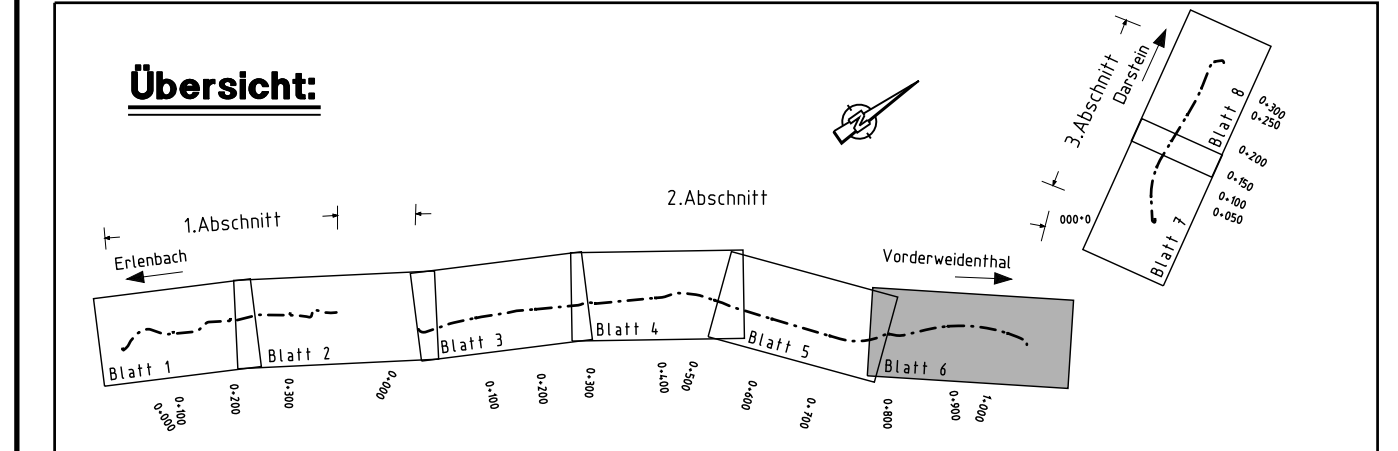 Übersicht:
N
3.Abschnitt
Darstein
Blatt 8
0+300
0+250
0+200
0+150
0+100
0+050
Blatt 7
0+000
1.Abschnitt
2.Abschnitt
Erlenbach
Vorderweidenthal
Blatt 1
Blatt 2
Blatt 3
Blatt 4
Blatt 5
Blatt 6
0+000
0+100
0+200
0+300
0+000
0+100
0+200
0+300
0+400
0+500
0+600
0+700
0+800
0+900
1+000